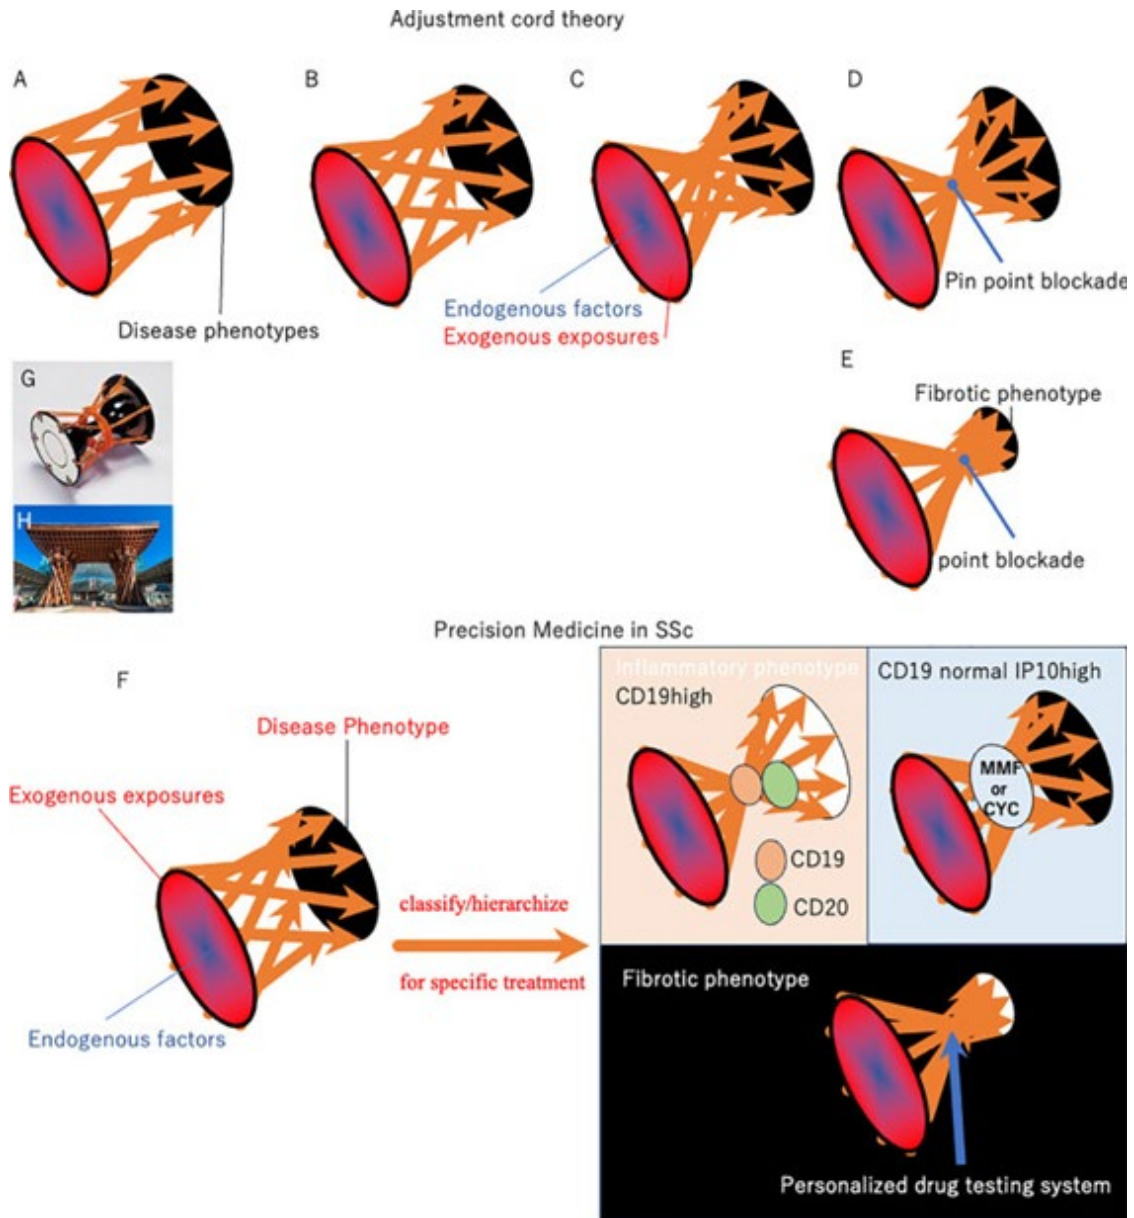 Adjustment cord theory
A
B
C
D
Disease phenotypes
Endogenous factors
Exogenous exposures
Pin point blockade
E
Fibrotic phenotype
point blockade
G
H
Precision Medicine in SSc
F
Disease Phenotype
Exogenous exposures
Endogenous factors
classify/hierarchize
for specific treatment
Inflammatory phenotype
CD19high
CD19
CD20
CD19 normal IP10high
MMF
or
CYC
Fibrotic phenotype
Personalized drug testing system